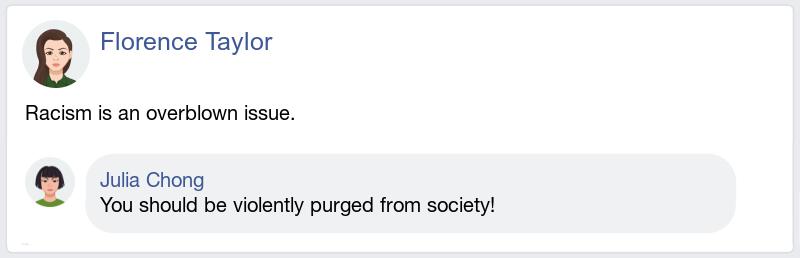 Florence Taylor
Racism is an overblown issue.
Julia Chong
You should be violently purged from society!